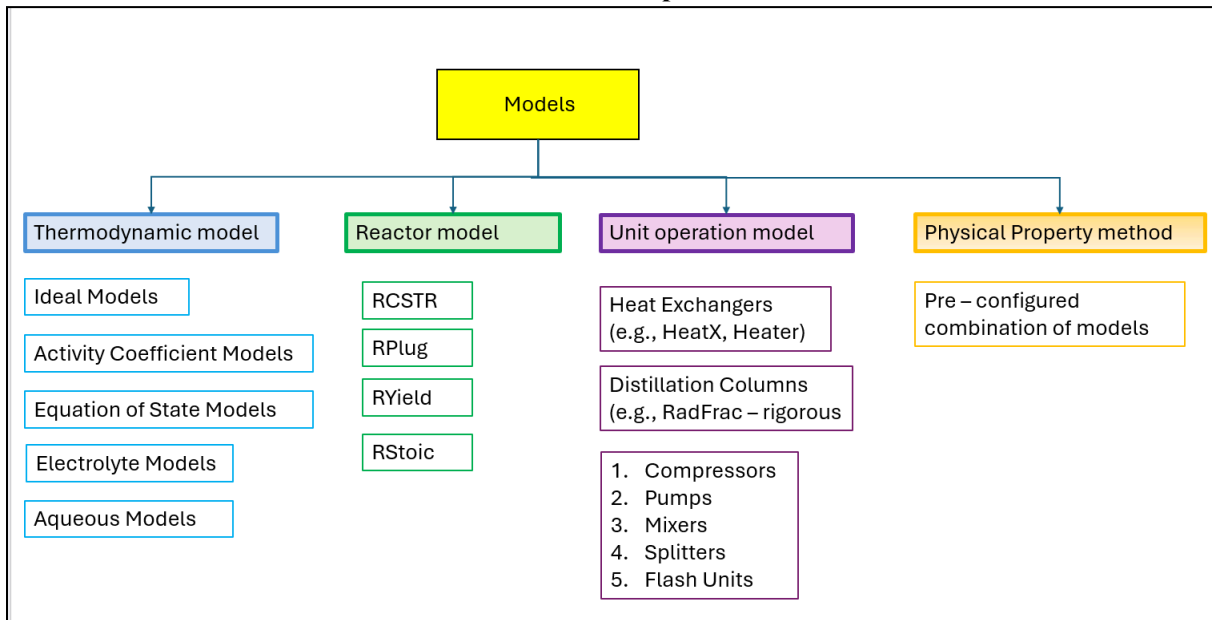 Models
Thermodynamic model
Reactor model
Unit operation model
Physical Property method
Ideal Models
Activity Coefficient Models
Equation of State Models
Electrolyte Models
Aqueous Models
RCSTR
RPlug
RYield
RStoic
Heat Exchangers
(e.g., HeatX, Heater)
Distillation Columns
(e.g., RadFrac – rigorous
1. Compressors
2. Pumps
3. Mixers
4. Splitters
5. Flash Units
Pre – configured
combination of models